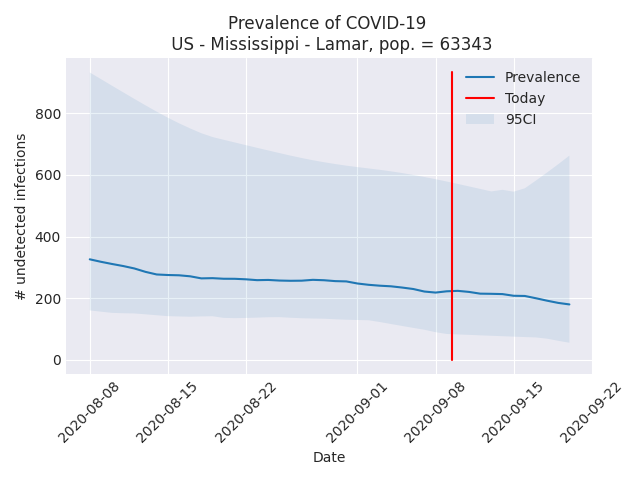 Prevalence of COVID-19
US - Mississippi - Lamar, pop. = 63343
Prevalence
Today
95CI
# undetected infections
800
600
400
200
0
2020-08-08
2020-08-15
2020-08-22
2020-09-01
2020-09-08
2020-09-15
2020-09-22
Date